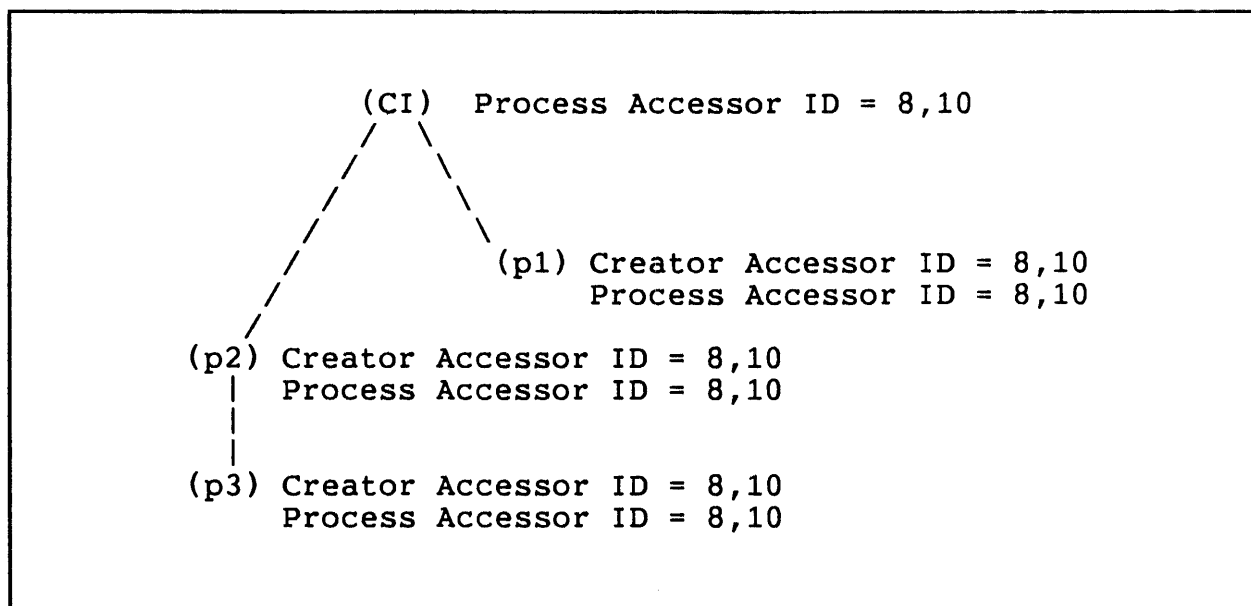 (CI) Process Accessor ID = 8,10
(p1) Creator Accessor ID = 8,10
Process Accessor ID = 8,10
(p2) Creator Accessor ID = 8,10
Process Accessor ID = 8,10
(p3) Creator Accessor ID = 8,10
Process Accessor ID = 8,10